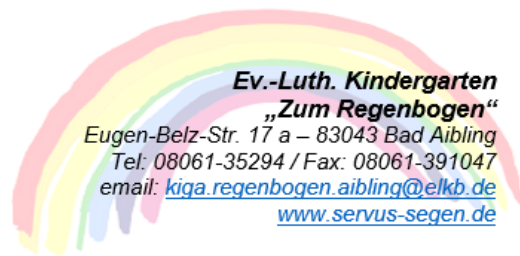 Ev.-Luth. Kindergarten
„Zum Regenbogen“
Eugen-Belz-Str. 17 a – 83043 Bad Aibling
Tel: 08061-35294 / Fax: 08061-391047
email: kiga.regenbogen.aibling@elkb.de
www.servus-segen.de